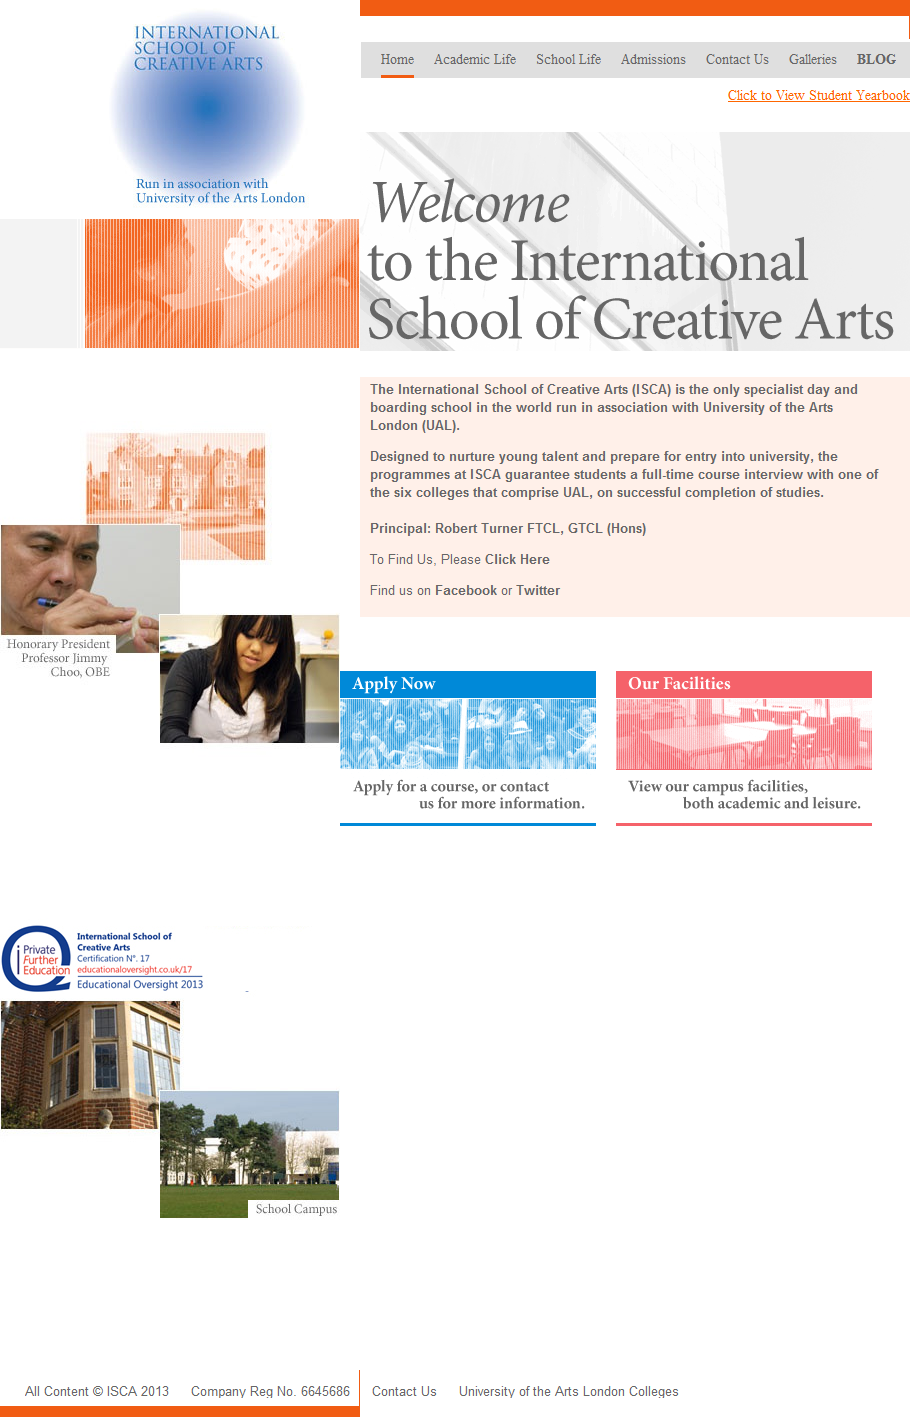 INTERNATIONAL
SCHOOL OF
CREATIVE ARTS
Run in association with
University of the Arts London
Home Academic Life School Life Admissions Contact Us Galleries BLOG
Click to View Student Yearbook
Welcome
to the International
School of Creative Arts
The International School of Creative Arts (ISCA) is the only specialist day and
boarding school in the world run in association with University of the Arts
London (UAL).
Designed to nurture young talent and prepare for entry into university, the
programmes at ISCA guarantee students a full-time course interview with one of
the six colleges that comprise UAL, on successful completion of studies.
Principal: Robert Turner FTCL, GTCL (Hons)
To Find Us, Please Click Here
Find us on Facebook or Twitter
Honorary President
Professor Jimmy
Choo, OBE
Apply Now
Apply for a course, or contact
us for more information.
Our Facilities
View our campus facilities,
both academic and leisure.
Private
Further
Education
International School of
Creative Arts
Certification Nº. 17
educationaloversight.co.uk/17
Educational Oversight 2013
School Campus
All Content © ISCA 2013 Company Reg No. 6645686 Contact Us University of the Arts London Colleges